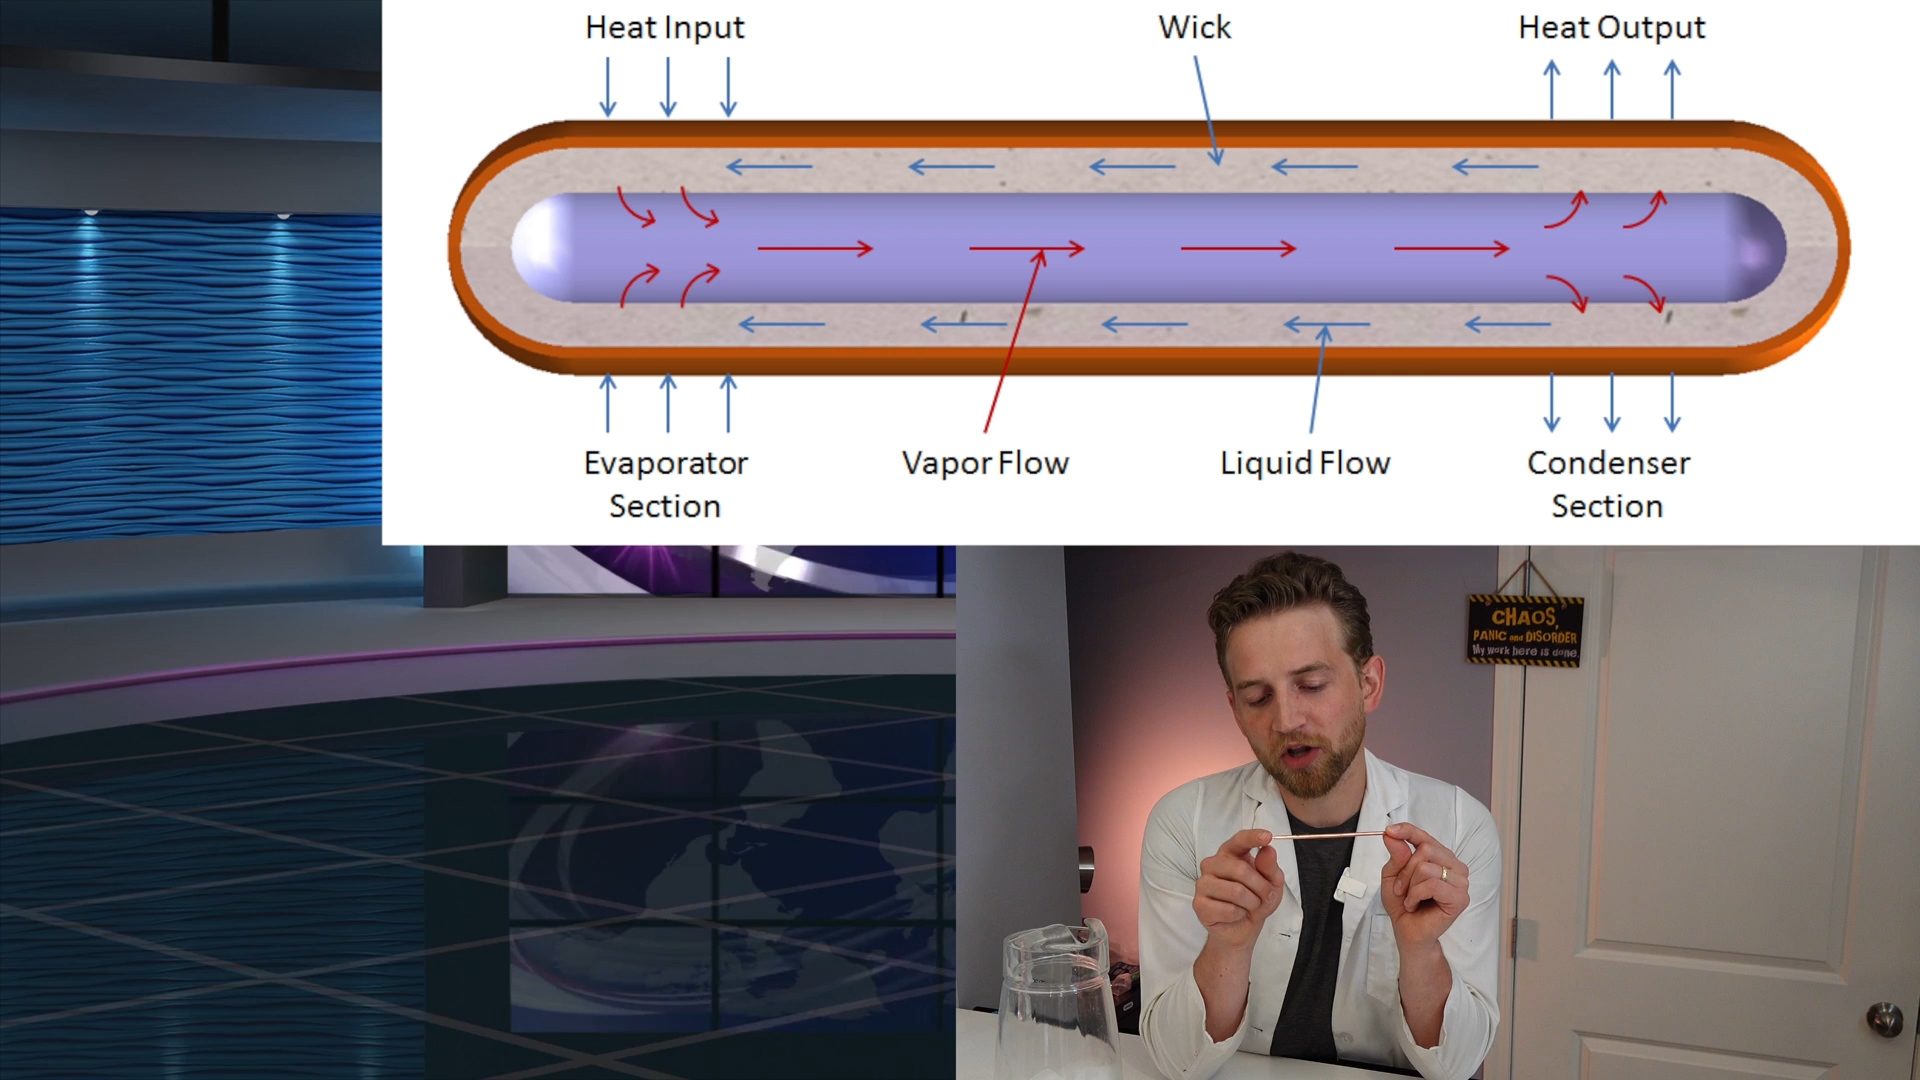 Heat Input
Wick
Heat Output
Evaporator
Section
Vapor Flow
Liquid Flow
Condenser
Section
CHAOS,
PANIC and DISORDER
My work here is done.